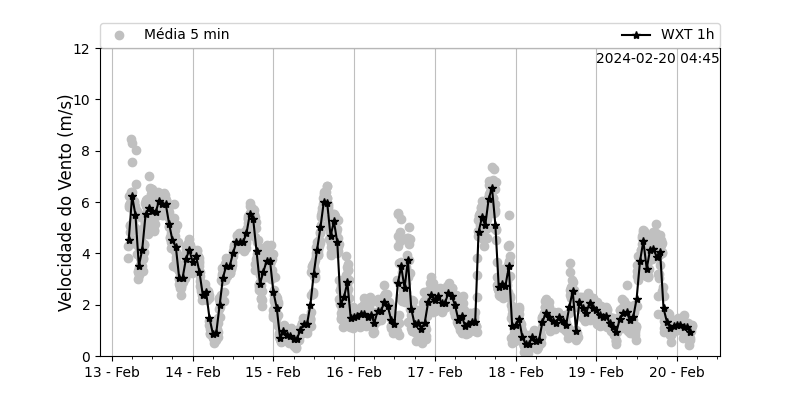 Média 5 min
WXT 1h
2024-02-20 04:45
Velocidade do Vento (m/s)
12
10
8
6
4
2
0
13 - Feb
14 - Feb
15 - Feb
16 - Feb
17 - Feb
18 - Feb
19 - Feb
20 - Feb